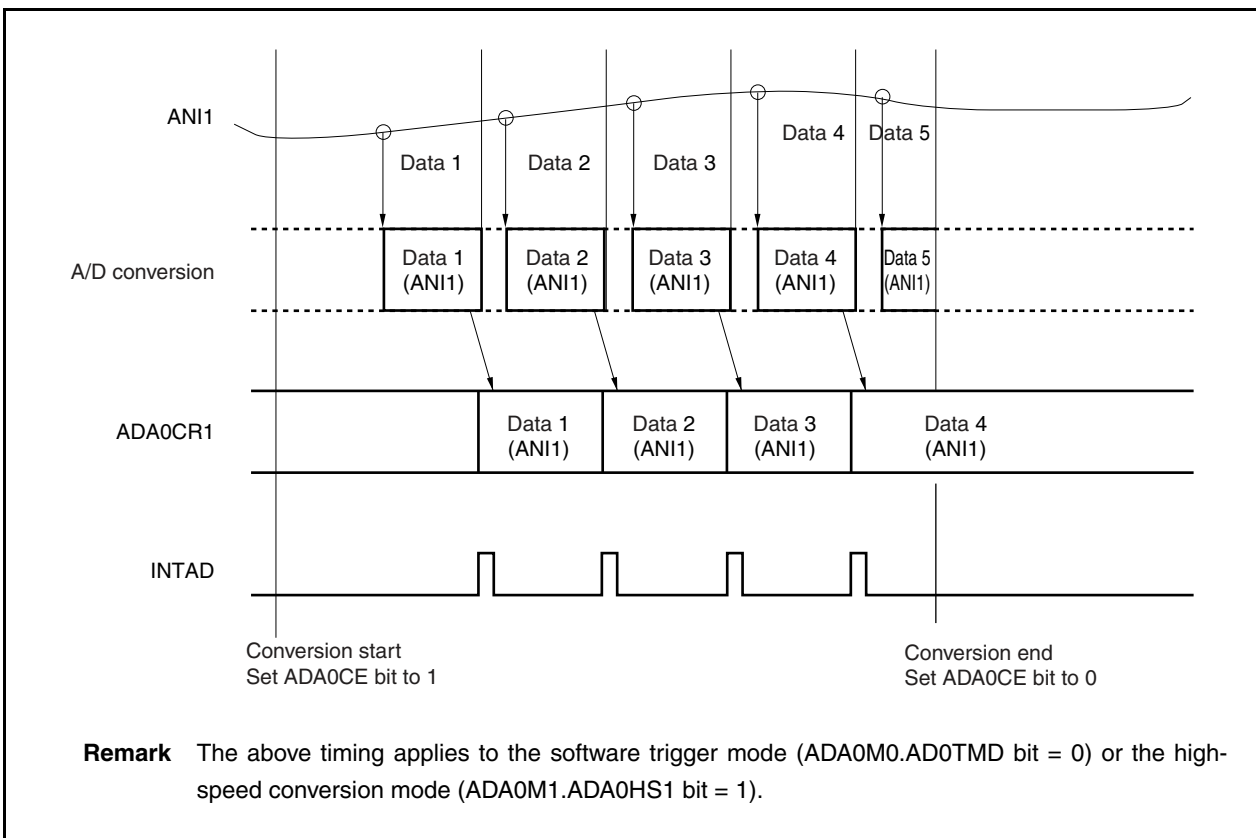 ANI1
Data 1
Data 2
Data 3
Data 4
Data 5
A/D conversion
Data 1
(ANI1)
Data 2
(ANI1)
Data 3
(ANI1)
Data 4
(ANI1)
Data 5
(ANI1)
ADA0CR1
Data 1
(ANI1)
Data 2
(ANI1)
Data 3
(ANI1)
Data 4
(ANI1)
INTAD
Conversion start
Set ADA0CE bit to 1
Conversion end
Set ADA0CE bit to 0
Remark The above timing applies to the software trigger mode (ADA0M0.AD0TMD bit = 0) or the high-
speed conversion mode (ADA0M1.ADA0HS1 bit = 1).